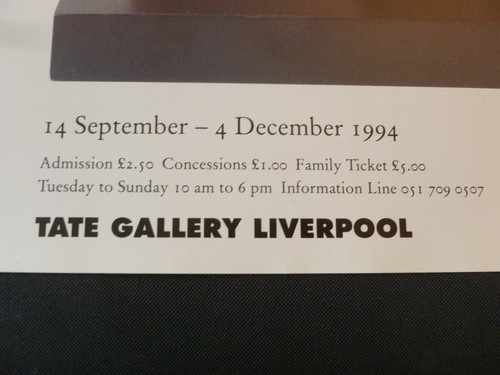 14 September – 4 December 1994
Admission £2.50 Concessions £1.00 Family Ticket £5.00
Tuesday to Sunday 10 am to 6 pm Information Line 051 709 0507
TATE GALLERY LIVERPOOL